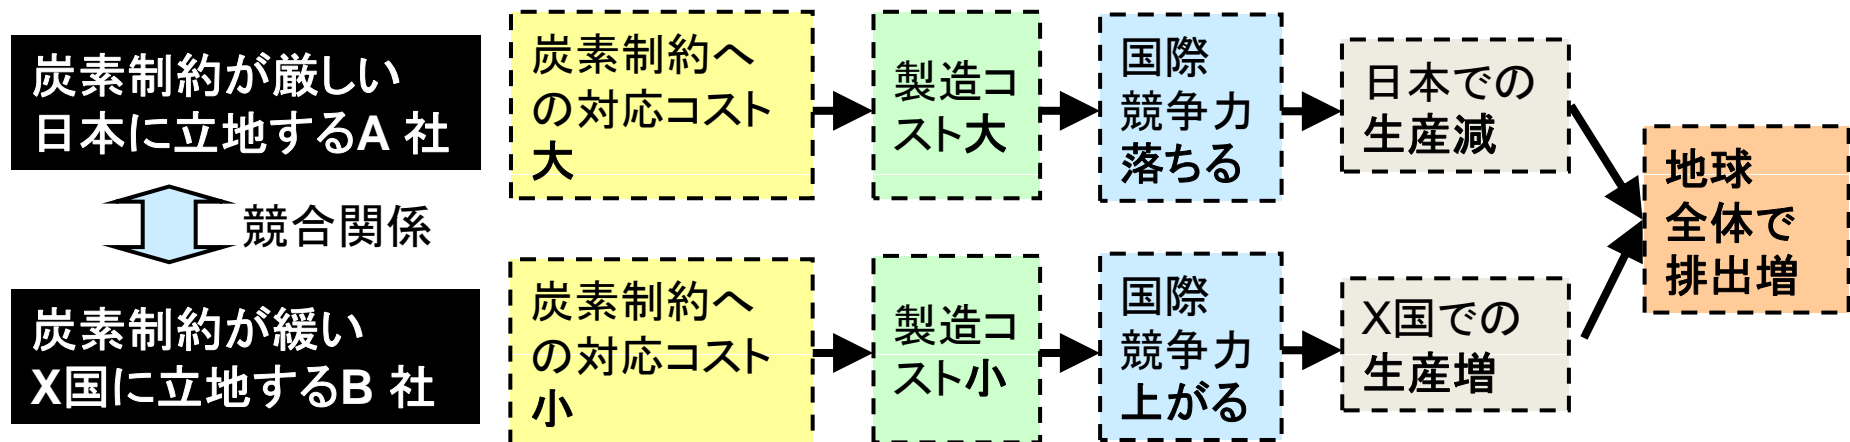 炭素制約が厳しい
日本に立地するA 社
炭素制約へ
の対応コスト
大
製造コ
スト大
国際
競争力
落ちる
日本での
生産減
競合関係
炭素制約が緩い
X国に立地するB 社
炭素制約へ
の対応コスト
小
製造コ
スト小
国際
競争力
上がる
X国での
生産増
地球
全体で
排出増